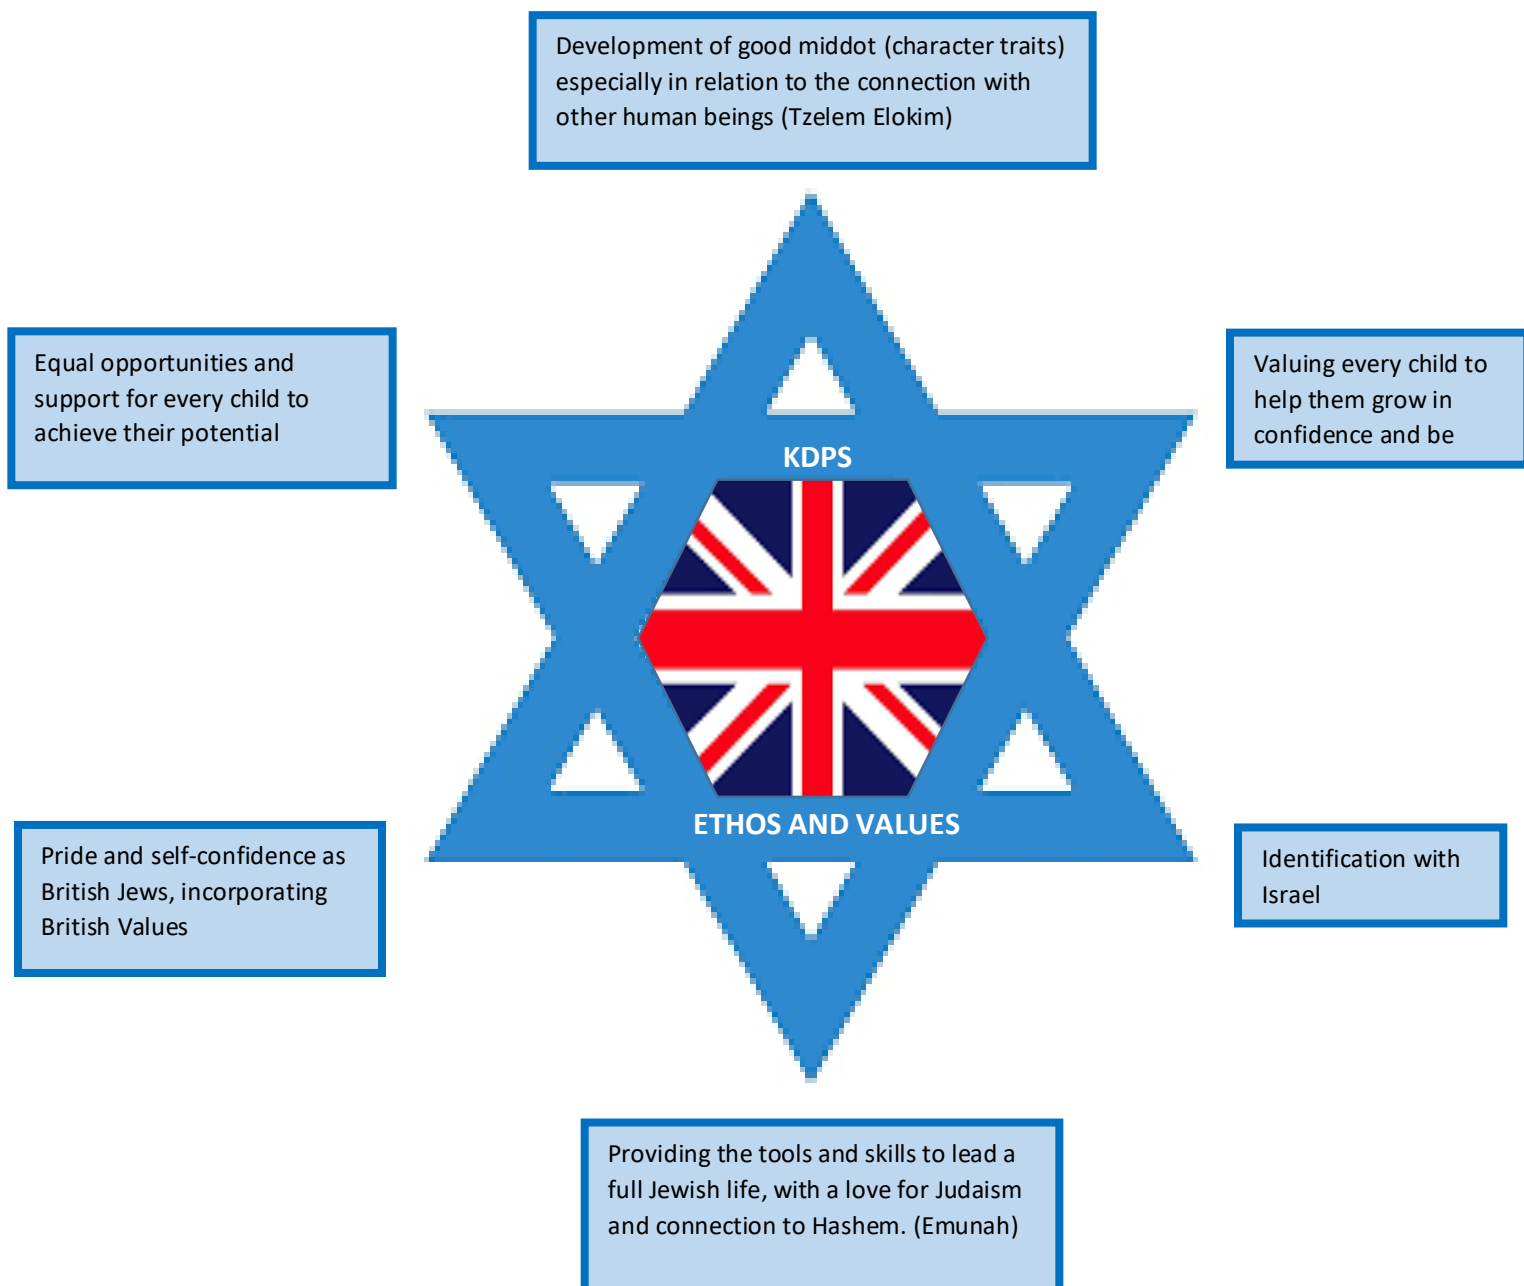 Development of good middot (character traits)
especially in relation to the connection with
other human beings (Tzelem Elokim)
Equal opportunities and
support for every child to
achieve their potential
Valuing every child to
help them grow in
confidence and be
KDPS
ETHOS AND VALUES
Pride and self-confidence as
British Jews, incorporating
British Values
Identification with
Israel
Providing the tools and skills to lead a
full Jewish life, with a love for Judaism
and connection to Hashem. (Emunah)